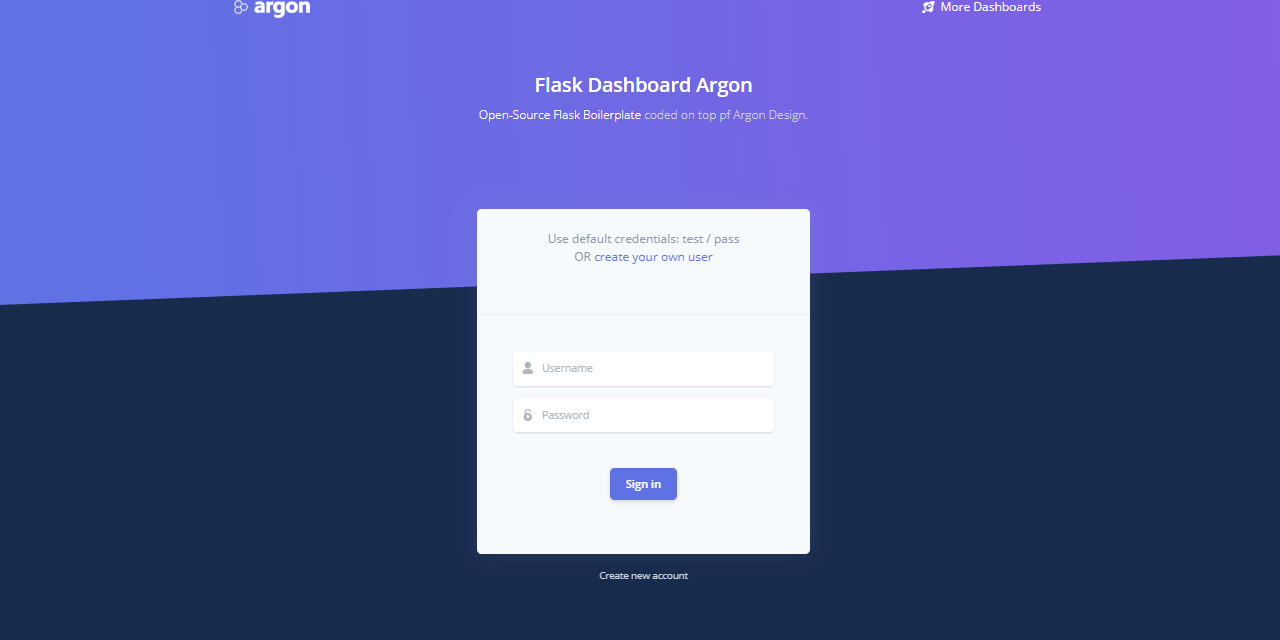 argon
More Dashboards
Flask Dashboard Argon
Open-Source Flask Boilerplate coded on top pf Argon Design.
Use default credentials: test / pass
OR create your own user
Username
Password
Sign in
Create new account